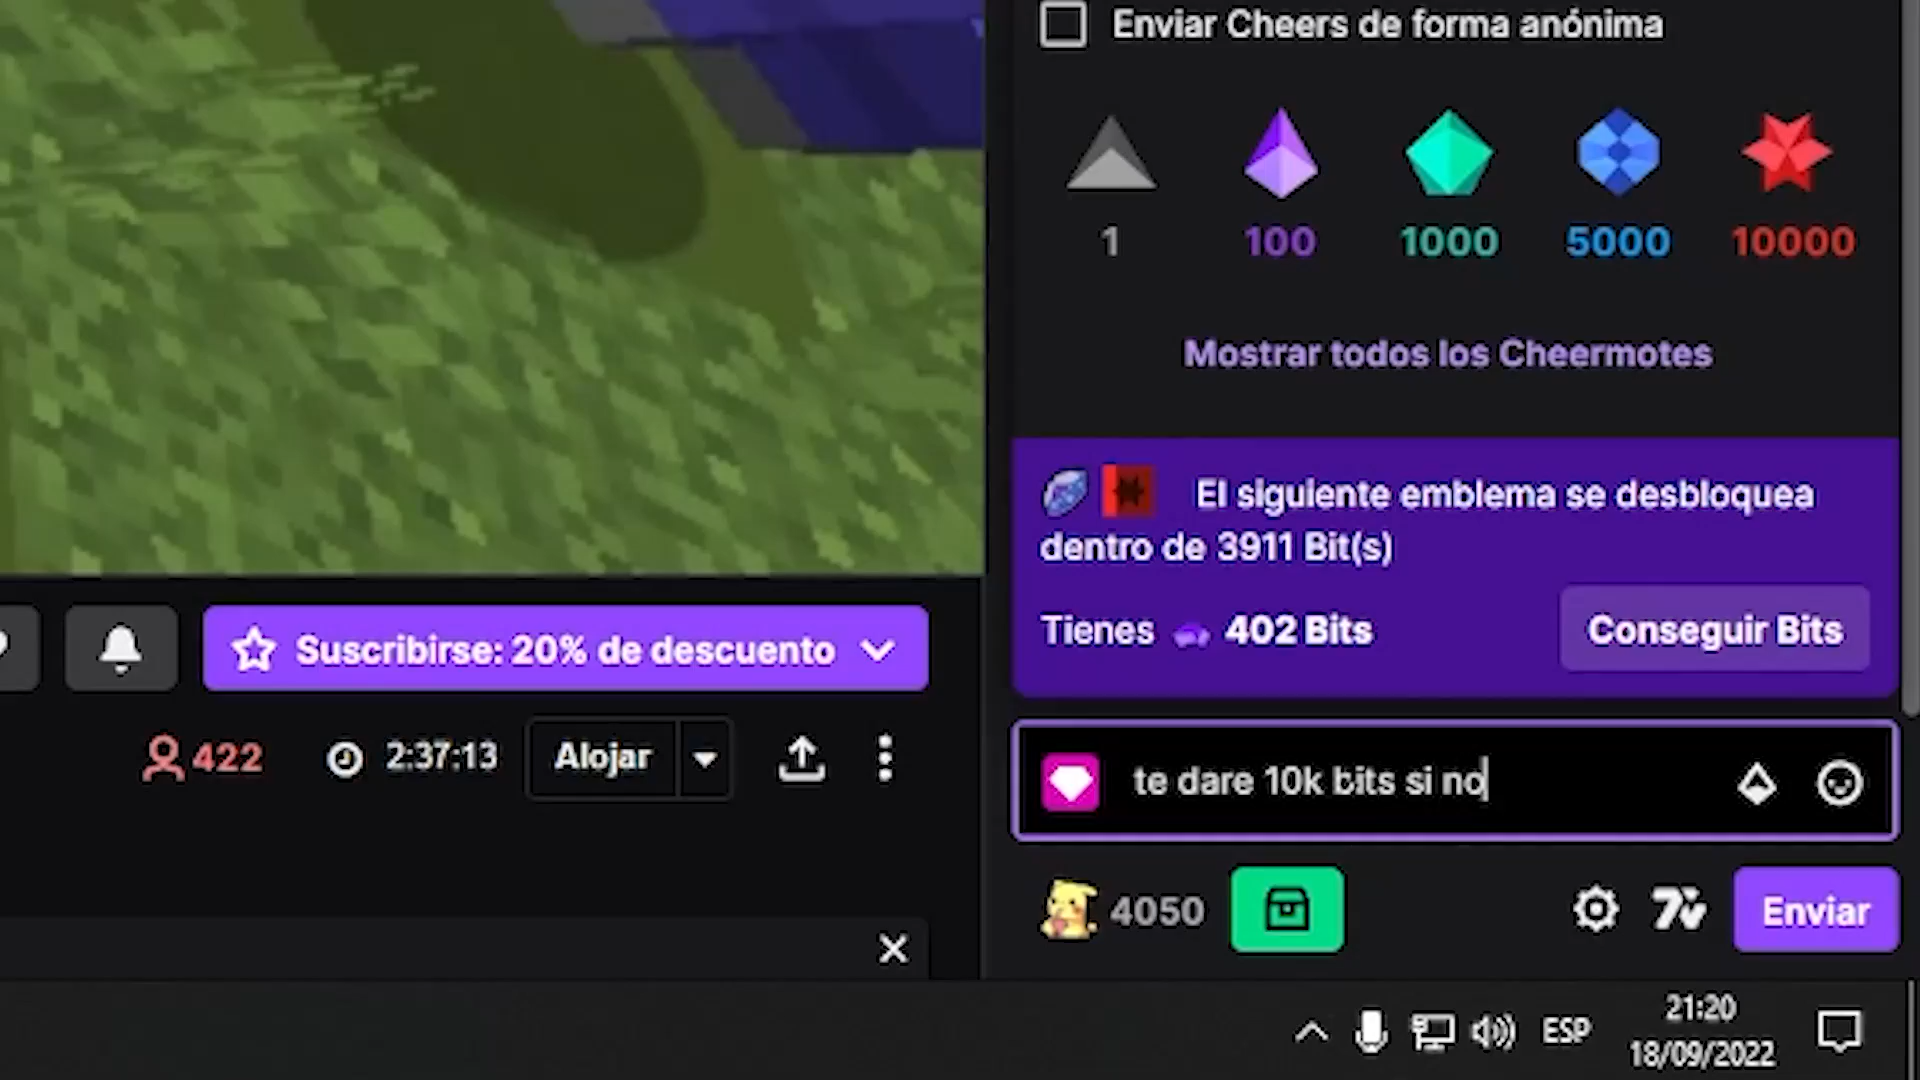 Enviar Cheers de forma anónima
1 100 1000 5000 10000
Mostrar todos los Cheermotes
El siguiente emblema se desbloquea
dentro de 3911 Bit(s)
Tienes 402 Bits
Conseguir Bits
Suscribirse: 20% de descuento
422 2:37:13 Alojar
te dare 10k bits si no
4050
7v
Enviar
ESP
21:20
18/09/2022